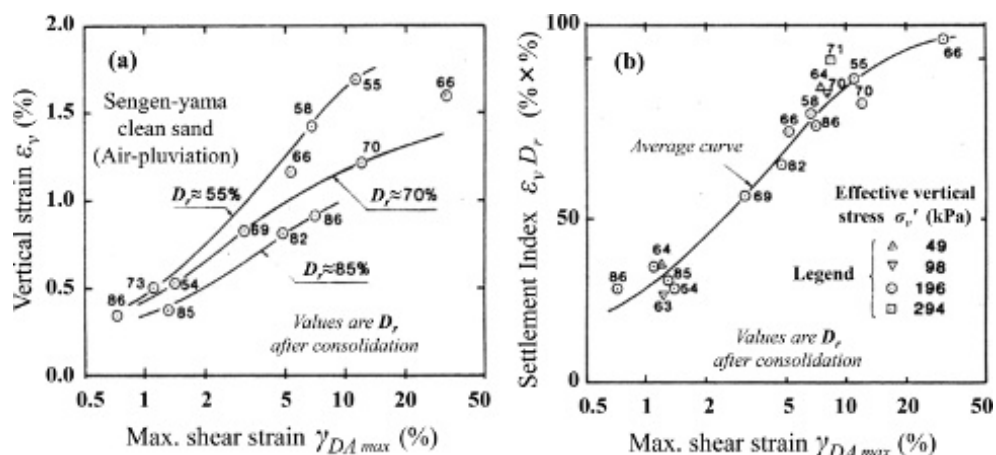 2.0
1.5
1.0
0.5
0.0
Vertical strain εv (%)
(a)
Sengen-yama
clean sand
(Air-pluviation)
Dr≈55%
Dr≈70%
Dr≈85%
86
73
54
85
69
66
58
82
86
55
70
66
Values are Dr
after consolidation
0.5 1 2 5 10 20 50
Max. shear strain γDA max (%)
100
50
0
Settlement Index εv Dr (%×%)
(b)
Average curve
86
64
85
54
63
69
82
66
58
64
70
86
71
55
70
66
Effective vertical
stress σv' (kPa)
Legend
49
98
196
294
Values are Dr
after consolidation
0.5 1 2 5 10 20 50
Max. shear strain γDA max (%)